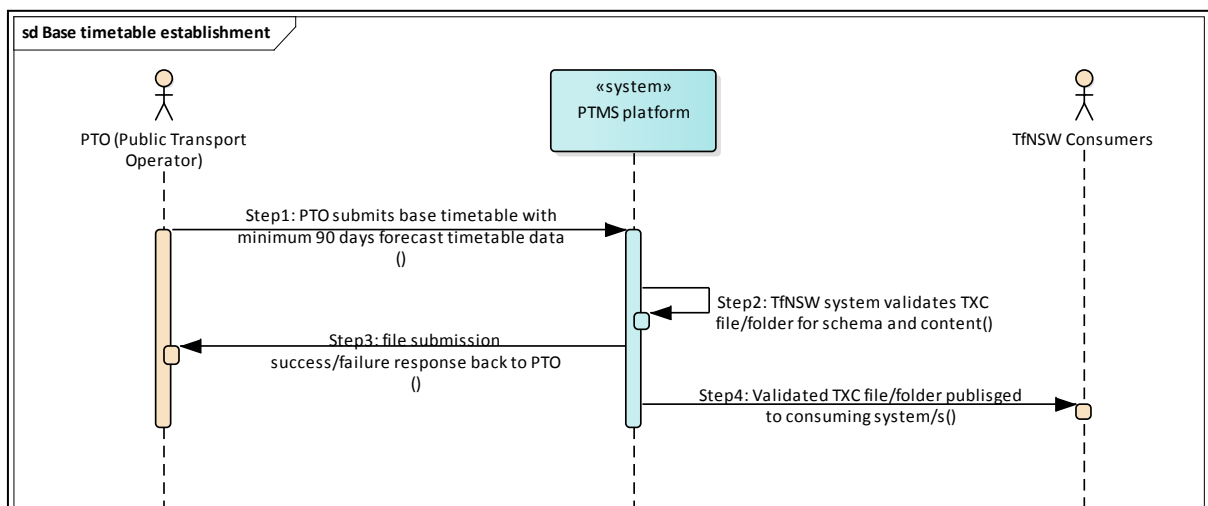 sd Base timetable establishment
PTO (Public Transport
Operator)
«system»
PTMS platform
TfNSW Consumers
Step1: PTO submits base timetable with
minimum 90 days forecast timetable data
()
Step2: TfNSW system validates TXC
file/folder for schema and content()
Step3: file submission
success/failure response back to PTO
()
Step4: Validated TXC file/folder publisged
to consuming system/s()